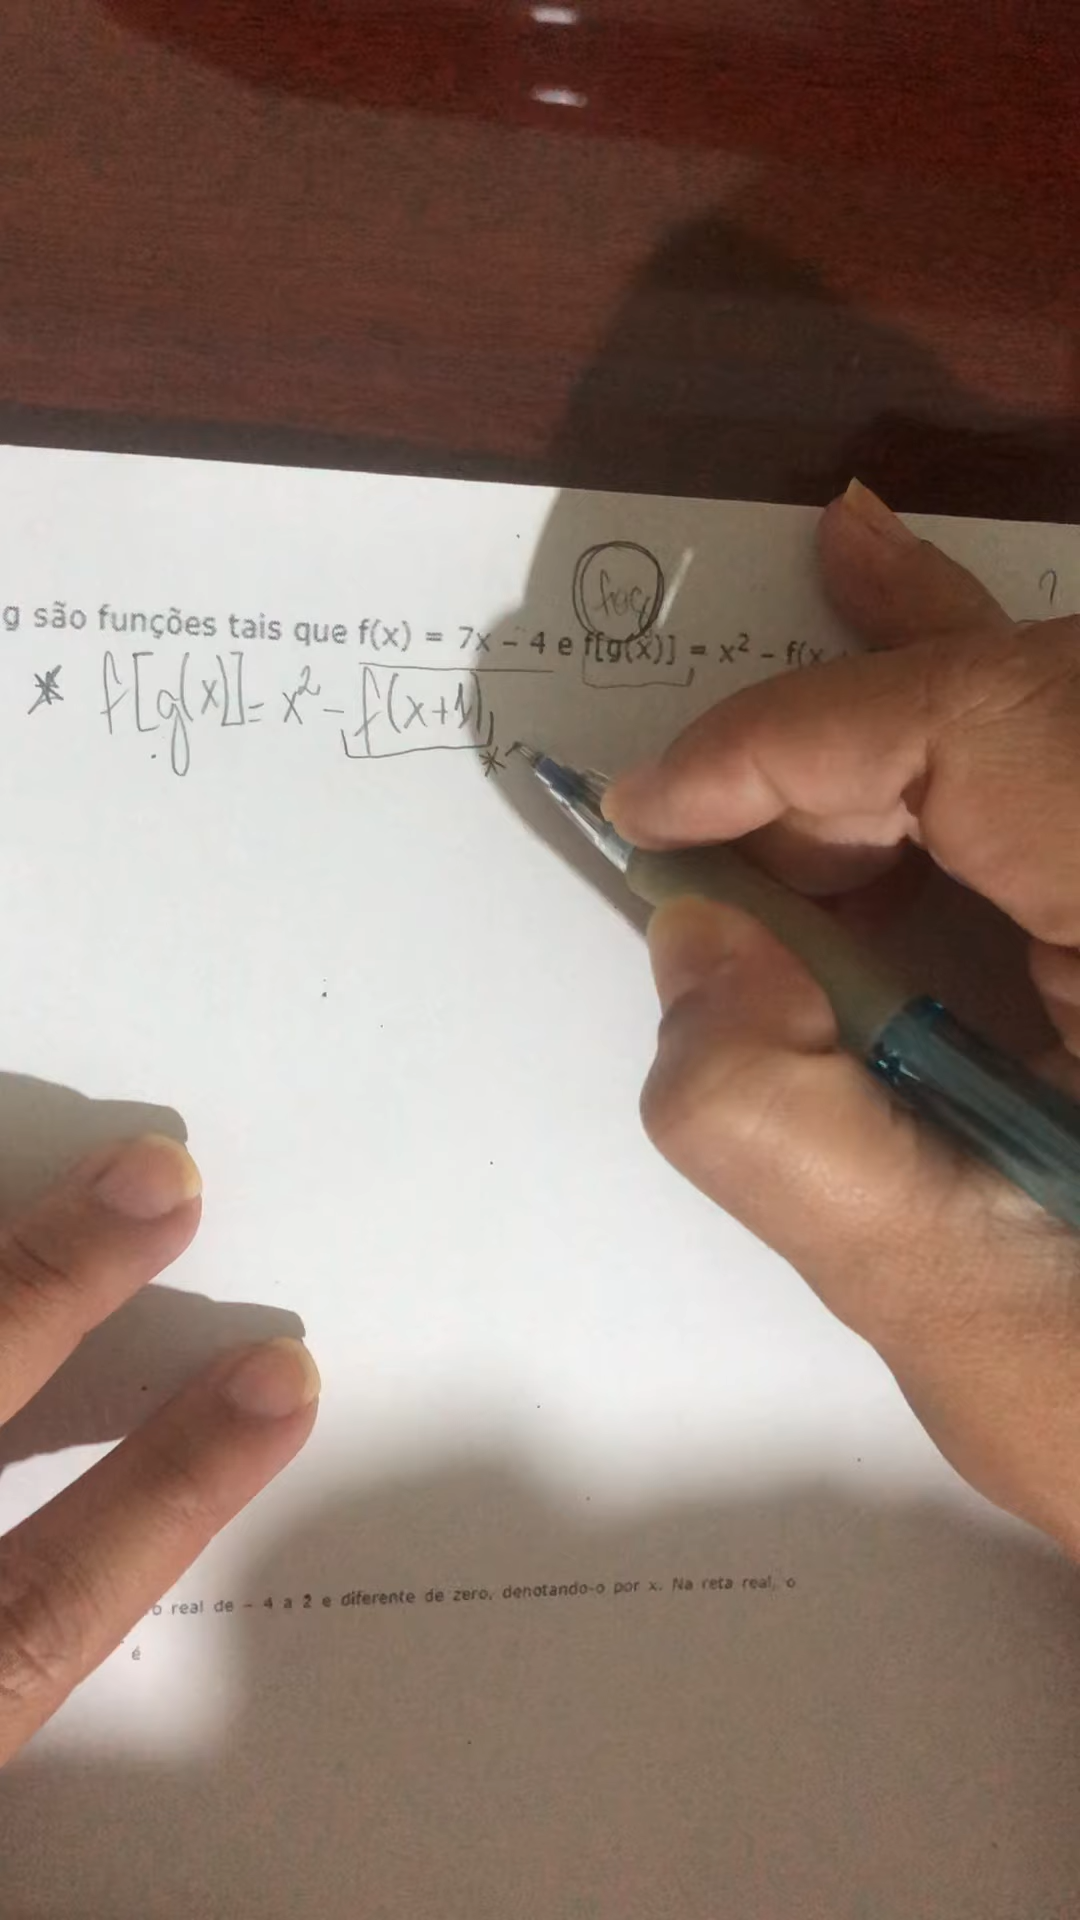 fog
?
g são funções tais que f(x) = 7x – 4 e f[g(x)] = x² – f(x
* f[g(x)] = x² – f(x+1)
*
o real de – 4 a 2 e diferente de zero, denotando-o por x. Na reta real, o
é